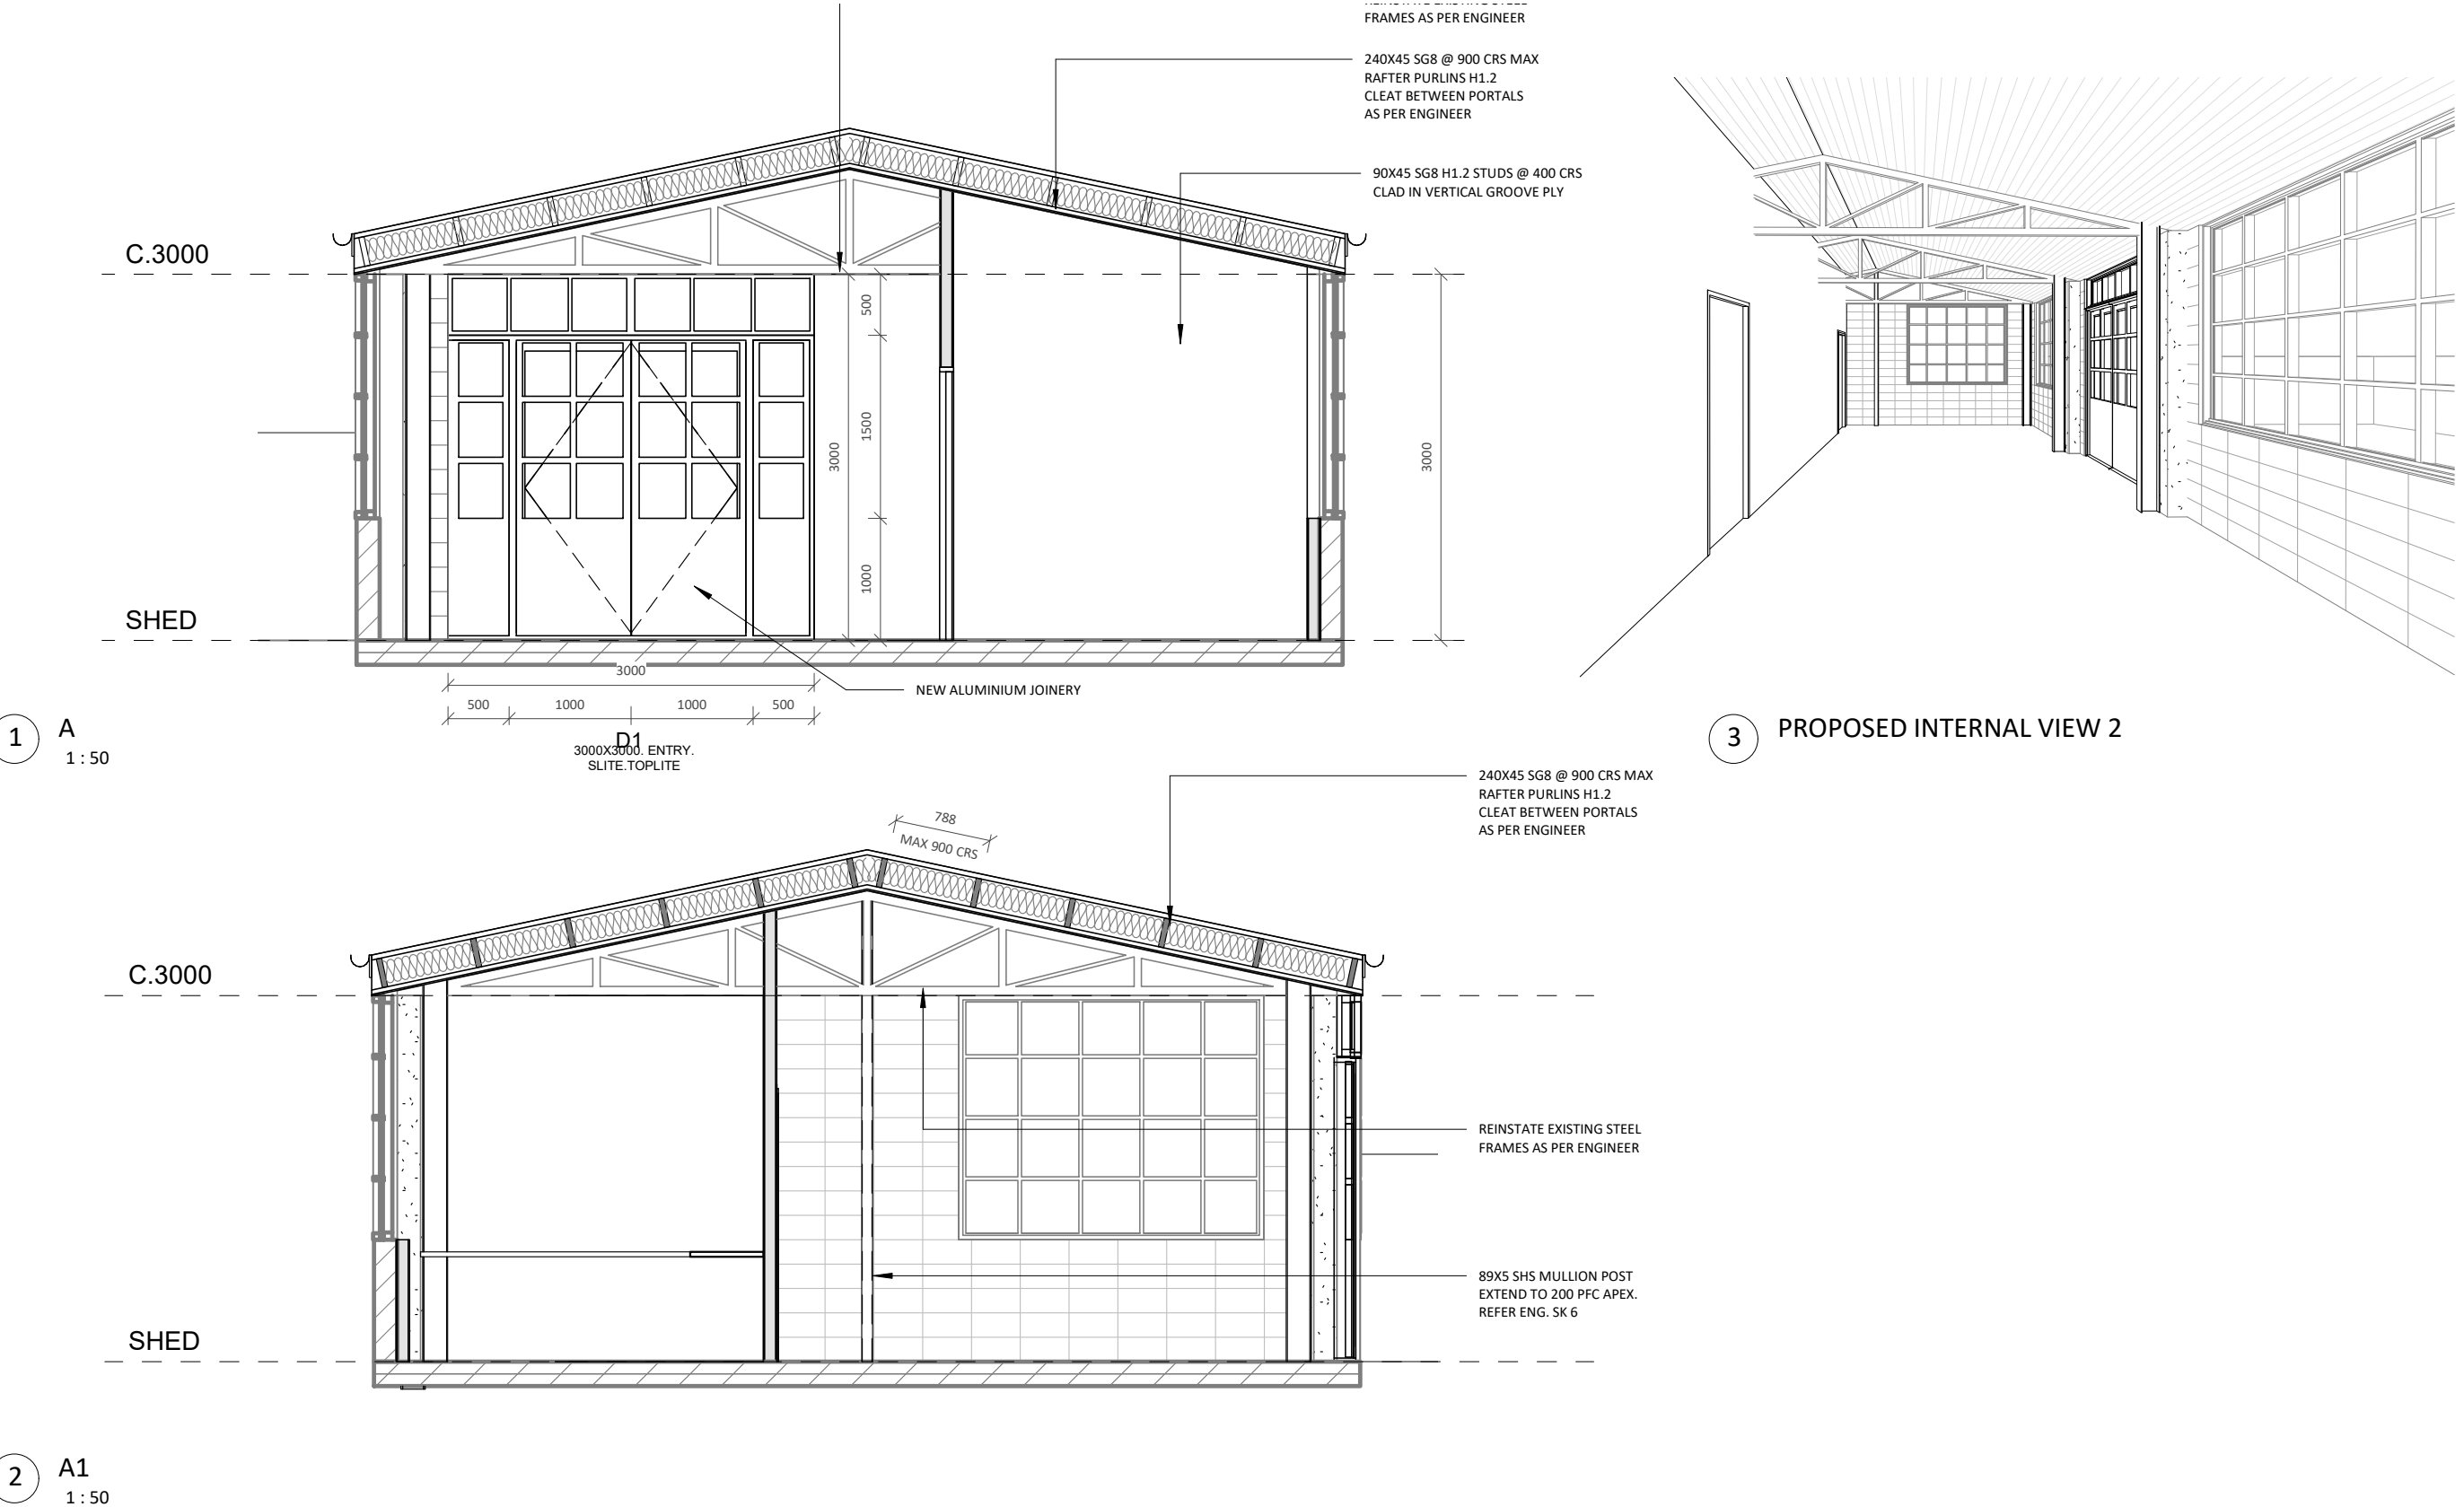 FRAMES AS PER ENGINEER
240X45 SG8 @ 900 CRS MAX
RAFTER PURLINS H1.2
CLEAT BETWEEN PORTALS
AS PER ENGINEER
90X45 SG8 H1.2 STUDS @ 400 CRS
CLAD IN VERTICAL GROOVE PLY
C.3000
500
1500
3000
1000
3000
SHED
3000
NEW ALUMINIUM JOINERY
500
1000
1000
500
D1
3000X3000. ENTRY.
SLITE.TOPLITE
1
A
1 : 50
3
PROPOSED INTERNAL VIEW 2
240X45 SG8 @ 900 CRS MAX
RAFTER PURLINS H1.2
CLEAT BETWEEN PORTALS
AS PER ENGINEER
788
MAX 900 CRS
C.3000
REINSTATE EXISTING STEEL
FRAMES AS PER ENGINEER
89X5 SHS MULLION POST
EXTEND TO 200 PFC APEX.
REFER ENG. SK 6
SHED
2
A1
1 : 50